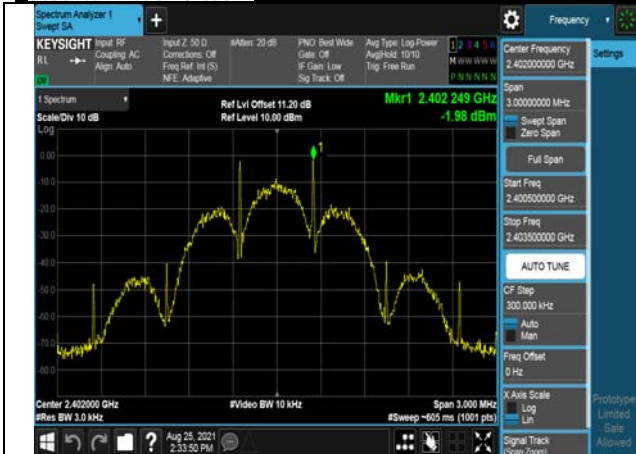 Spectrum Analyzer 1
Swept SA
+
Frequency
KEYSIGHT
RL
Input: RF
Coupling: AC
Align: Auto
Input Z: 50 Ω
Corrections: Off
Freq Ref: Int (S)
NFE: Adaptive
#Atten: 20 dB
PNO: Best Wide
Gate: Off
IF Gain: Low
Sig Track: Off
Avg Type: Log-Power
Avg|Hold: 10/10
Trig: Free Run
1 2 3 4 5 6
M W W W W W
P N N N N N
1 Spectrum
Scale/Div 10 dB
Log
Ref Lvl Offset 11.20 dB
Ref Level 10.00 dBm
Mkr1 2.402 249 GHz
-1.98 dBm
1
0.00
-10.0
-20.0
-30.0
-40.0
-50.0
-60.0
-70.0
-80.0
Center 2.402000 GHz
#Res BW 3.0 kHz
#Video BW 10 kHz
Span 3.000 MHz
#Sweep ~605 ms (1001 pts)
?
Aug 25, 2021
2:33:50 PM
Center Frequency
2.402000000 GHz
Settings
Span
3.00000000 MHz
Swept Span
Zero Span
Full Span
Start Freq
2.400500000 GHz
Stop Freq
2.403500000 GHz
AUTO TUNE
CF Step
300.000 kHz
Auto
Man
Freq Offset
0 Hz
X Axis Scale
Log
Lin
Signal Track
(Span Zoom)
Prototype
Limited
Sale
Allowed